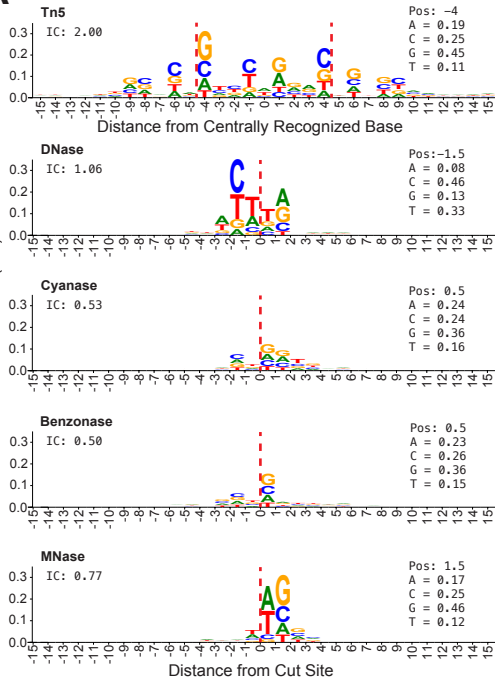 Tn5
IC: 2.00
Pos: −4
A = 0.19
C = 0.25
G = 0.45
T = 0.11
0.3
0.2
0.1
0.0
-15 -14 -13 -12 -11 -10 -9 -8 -7 -6 -5 -4 -3 -2 -1 0 1 2 3 4 5 6 7 8 9 10 11 12 13 14 15
Distance from Centrally Recognized Base
DNase
IC: 1.06
Pos:−1.5
A = 0.08
C = 0.46
G = 0.13
T = 0.33
0.3
0.2
0.1
0.0
-15 -14 -13 -12 -11 -10 -9 -8 -7 -6 -5 -4 -3 -2 -1 0 1 2 3 4 5 6 7 8 9 10 11 12 13 14 15
Cyanase
IC: 0.53
Pos: 0.5
A = 0.24
C = 0.24
G = 0.36
T = 0.16
0.3
0.2
0.1
0.0
-15 -14 -13 -12 -11 -10 -9 -8 -7 -6 -5 -4 -3 -2 -1 0 1 2 3 4 5 6 7 8 9 10 11 12 13 14 15
Benzonase
IC: 0.50
Pos: 0.5
A = 0.23
C = 0.26
G = 0.36
T = 0.15
0.3
0.2
0.1
0.0
-15 -14 -13 -12 -11 -10 -9 -8 -7 -6 -5 -4 -3 -2 -1 0 1 2 3 4 5 6 7 8 9 10 11 12 13 14 15
MNase
IC: 0.77
Pos: 1.5
A = 0.17
C = 0.25
G = 0.46
T = 0.12
0.3
0.2
0.1
0.0
-15 -14 -13 -12 -11 -10 -9 -8 -7 -6 -5 -4 -3 -2 -1 0 1 2 3 4 5 6 7 8 9 10 11 12 13 14 15
Distance from Cut Site